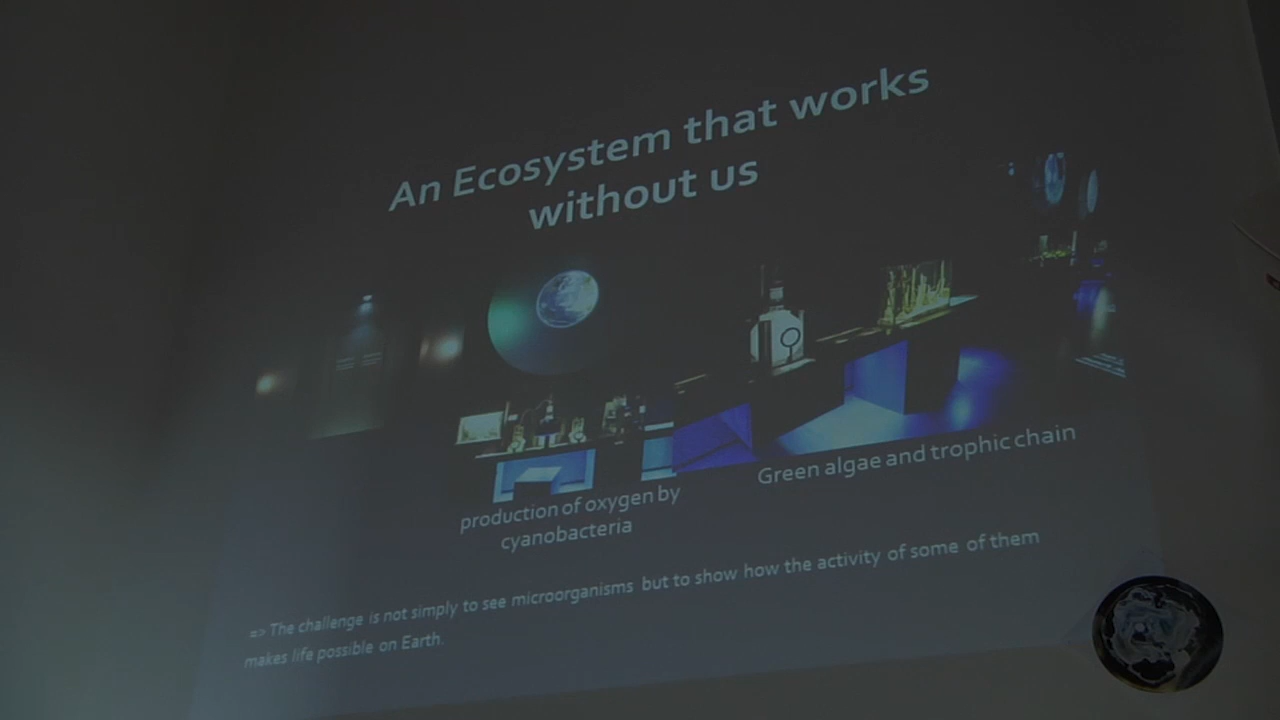 An Ecosystem that works
without us
production of oxygen by
cyanobacteria
Green algae and trophic chain
=> The challenge is not simply to see microorganisms but to show how the activity of some of them
makes life possible on Earth.